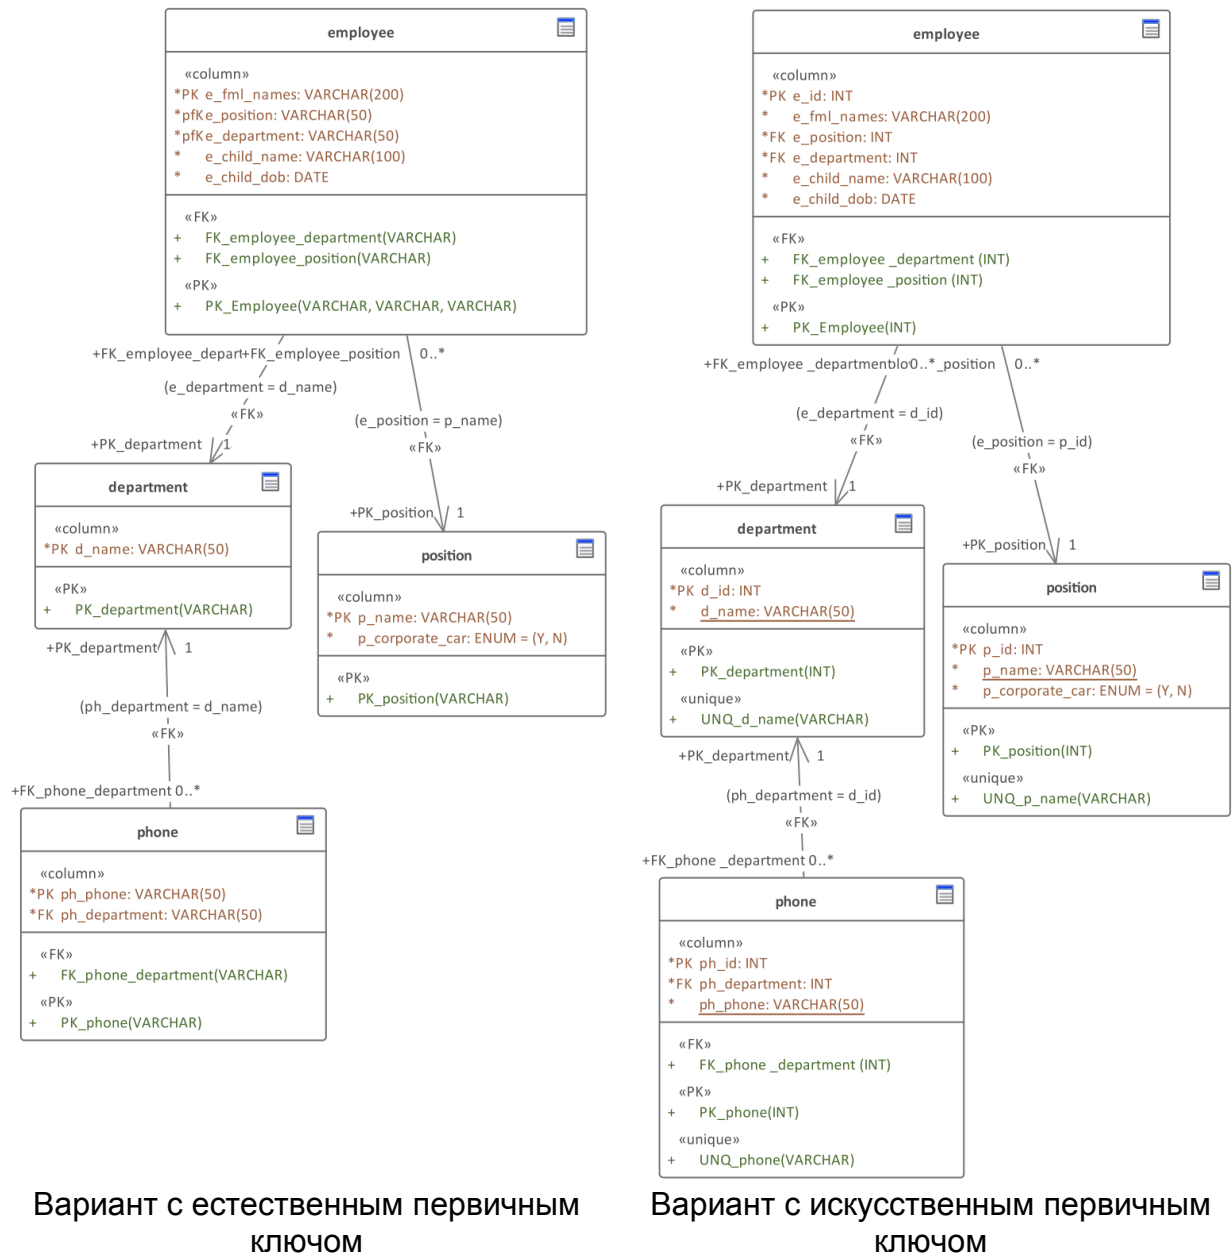 employee
«column»
*PK e_fml_names: VARCHAR(200)
*pfKe_position: VARCHAR(50)
*pfKe_department: VARCHAR(50)
* e_child_name: VARCHAR(100)
* e_child_dob: DATE
«FK»
+ FK_employee_department(VARCHAR)
+ FK_employee_position(VARCHAR)
«PK»
+ PK_Employee(VARCHAR, VARCHAR, VARCHAR)
+FK_employee_depart+FK_employee_position 0..*
(e_department = d_name)
«FK»
(e_position = p_name)
«FK»
+PK_department 1
department
«column»
*PK d_name: VARCHAR(50)
«PK»
+ PK_department(VARCHAR)
+PK_position 1
position
«column»
*PK p_name: VARCHAR(50)
* p_corporate_car: ENUM = (Y, N)
«PK»
+ PK_position(VARCHAR)
+PK_department 1
(ph_department = d_name)
«FK»
+FK_phone_department 0..*
phone
«column»
*PK ph_phone: VARCHAR(50)
*FK ph_department: VARCHAR(50)
«FK»
+ FK_phone_department(VARCHAR)
«PK»
+ PK_phone(VARCHAR)
Вариант с естественным первичным
ключом
employee
«column»
*PK e_id: INT
* e_fml_names: VARCHAR(200)
*FK e_position: INT
*FK e_department: INT
* e_child_name: VARCHAR(100)
* e_child_dob: DATE
«FK»
+ FK_employee _department (INT)
+ FK_employee _position (INT)
«PK»
+ PK_Employee(INT)
+FK_employee _department 0..*_position 0..*
(e_department = d_id)
«FK»
(e_position = p_id)
«FK»
+PK_department 1
department
«column»
*PK d_id: INT
* d_name: VARCHAR(50)
«PK»
+ PK_department(INT)
«unique»
+ UNQ_d_name(VARCHAR)
+PK_position 1
position
«column»
*PK p_id: INT
* p_name: VARCHAR(50)
* p_corporate_car: ENUM = (Y, N)
«PK»
+ PK_position(INT)
«unique»
+ UNQ_p_name(VARCHAR)
+PK_department 1
(ph_department = d_id)
«FK»
+FK_phone _department 0..*
phone
«column»
*PK ph_id: INT
*FK ph_department: INT
* ph_phone: VARCHAR(50)
«FK»
+ FK_phone _department (INT)
«PK»
+ PK_phone(INT)
«unique»
+ UNQ_phone(VARCHAR)
Вариант с искусственным первичным
ключом